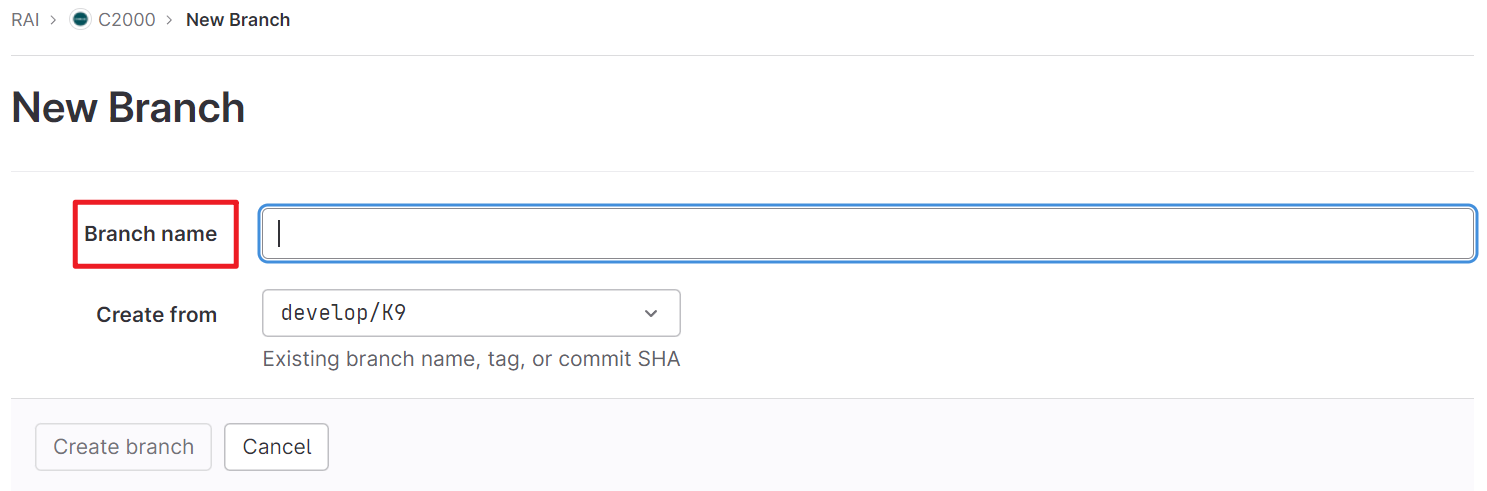 RAI > C2000 > New Branch
New Branch
Branch name
Create from develop/K9
Existing branch name, tag, or commit SHA
Create branch Cancel